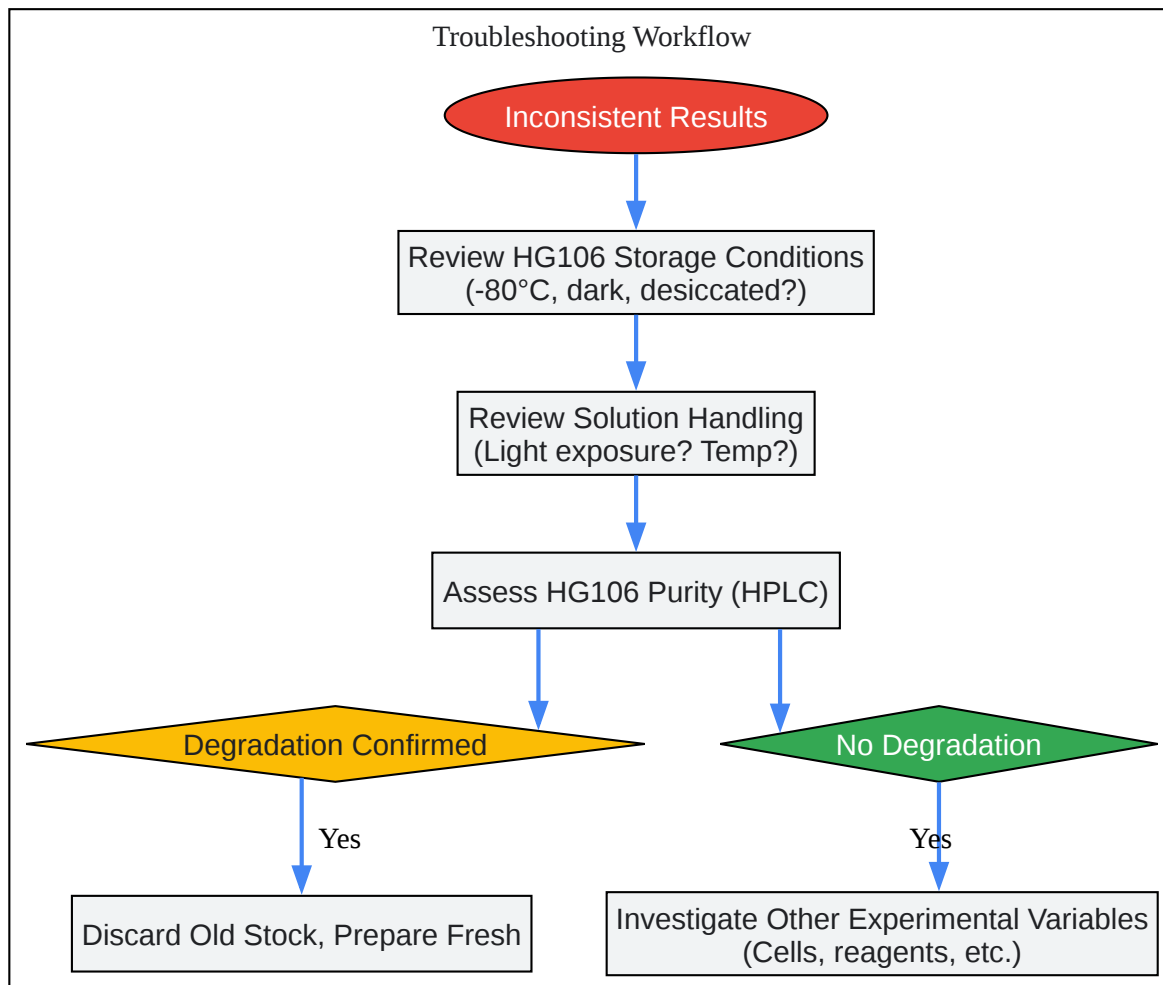 Troubleshooting Workflow
Inconsistent Results
Review HG106 Storage Conditions
(-80°C, dark, desiccated?)
Review Solution Handling
(Light exposure? Temp?)
Assess HG106 Purity (HPLC)
Degradation Confirmed
No Degradation
Yes
Yes
Discard Old Stock, Prepare Fresh
Investigate Other Experimental Variables
(Cells, reagents, etc.)